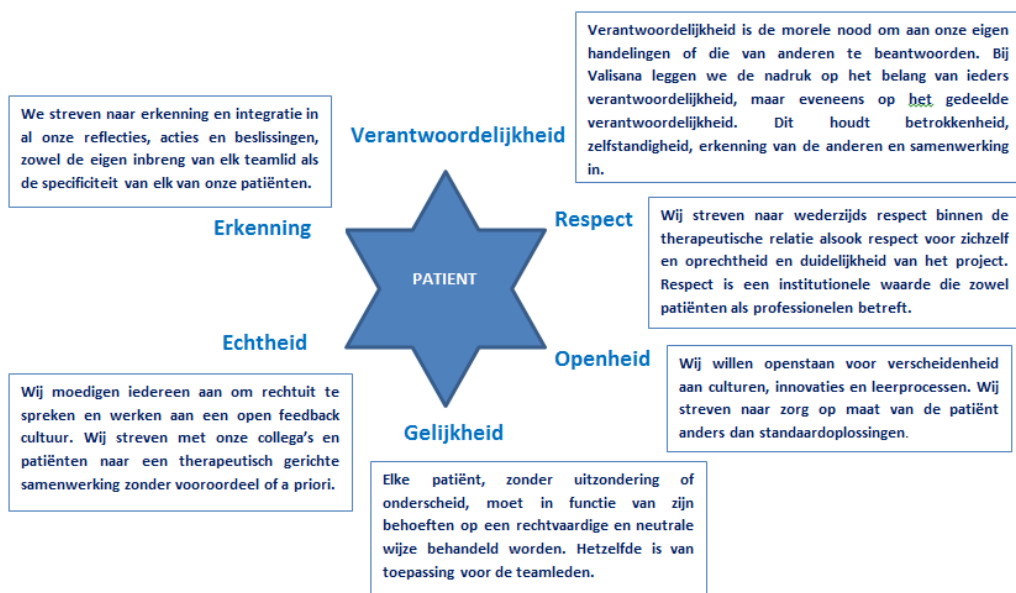 Verantwoordelijkheid
Verantwoordelijkheid is de morele nood om aan onze eigen
handelingen of die van anderen te beantwoorden. Bij
Valisana leggen we de nadruk op het belang van ieders
verantwoordelijkheid, maar eveneens op het gedeelde
verantwoordelijkheid. Dit houdt betrokkenheid,
zelfstandigheid, erkenning van de anderen en samenwerking
in.
Respect
Wij streven naar wederzijds respect binnen de
therapeutische relatie alsook respect voor zichzelf
en oprechtheid en duidelijkheid van het project.
Respect is een institutionele waarde die zowel
patiënten als professionelen betreft.
Openheid
Wij willen openstaan voor verscheidenheid
aan culturen, innovaties en leerprocessen. Wij
streven naar zorg op maat van de patiënt
anders dan standaardoplossingen.
Gelijkheid
Elke patiënt, zonder uitzondering of
onderscheid, moet in functie van zijn
behoeften op een rechtvaardige en neutrale
wijze behandeld worden. Hetzelfde is van
toepassing voor de teamleden.
Echtheid
Wij moedigen iedereen aan om rechtuit te
spreken en werken aan een open feedback
cultuur. Wij streven met onze collega's en
patiënten naar een therapeutisch gerichte
samenwerking zonder vooroordeel of a priori.
Erkenning
We streven naar erkenning en integratie in
al onze reflecties, acties en beslissingen,
zowel de eigen inbreng van elk teamlid als
de specificiteit van elk van onze patiënten.
PATIENT